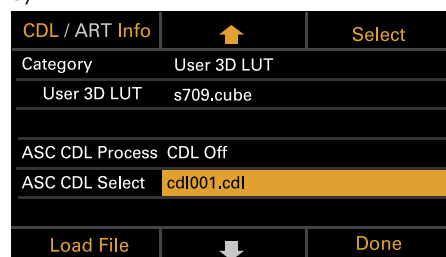 CDL / ART Info Select
Category User 3D LUT
User 3D LUT s709.cube
ASC CDL Process CDL Off
ASC CDL Select cdl001.cdl
Load File Done